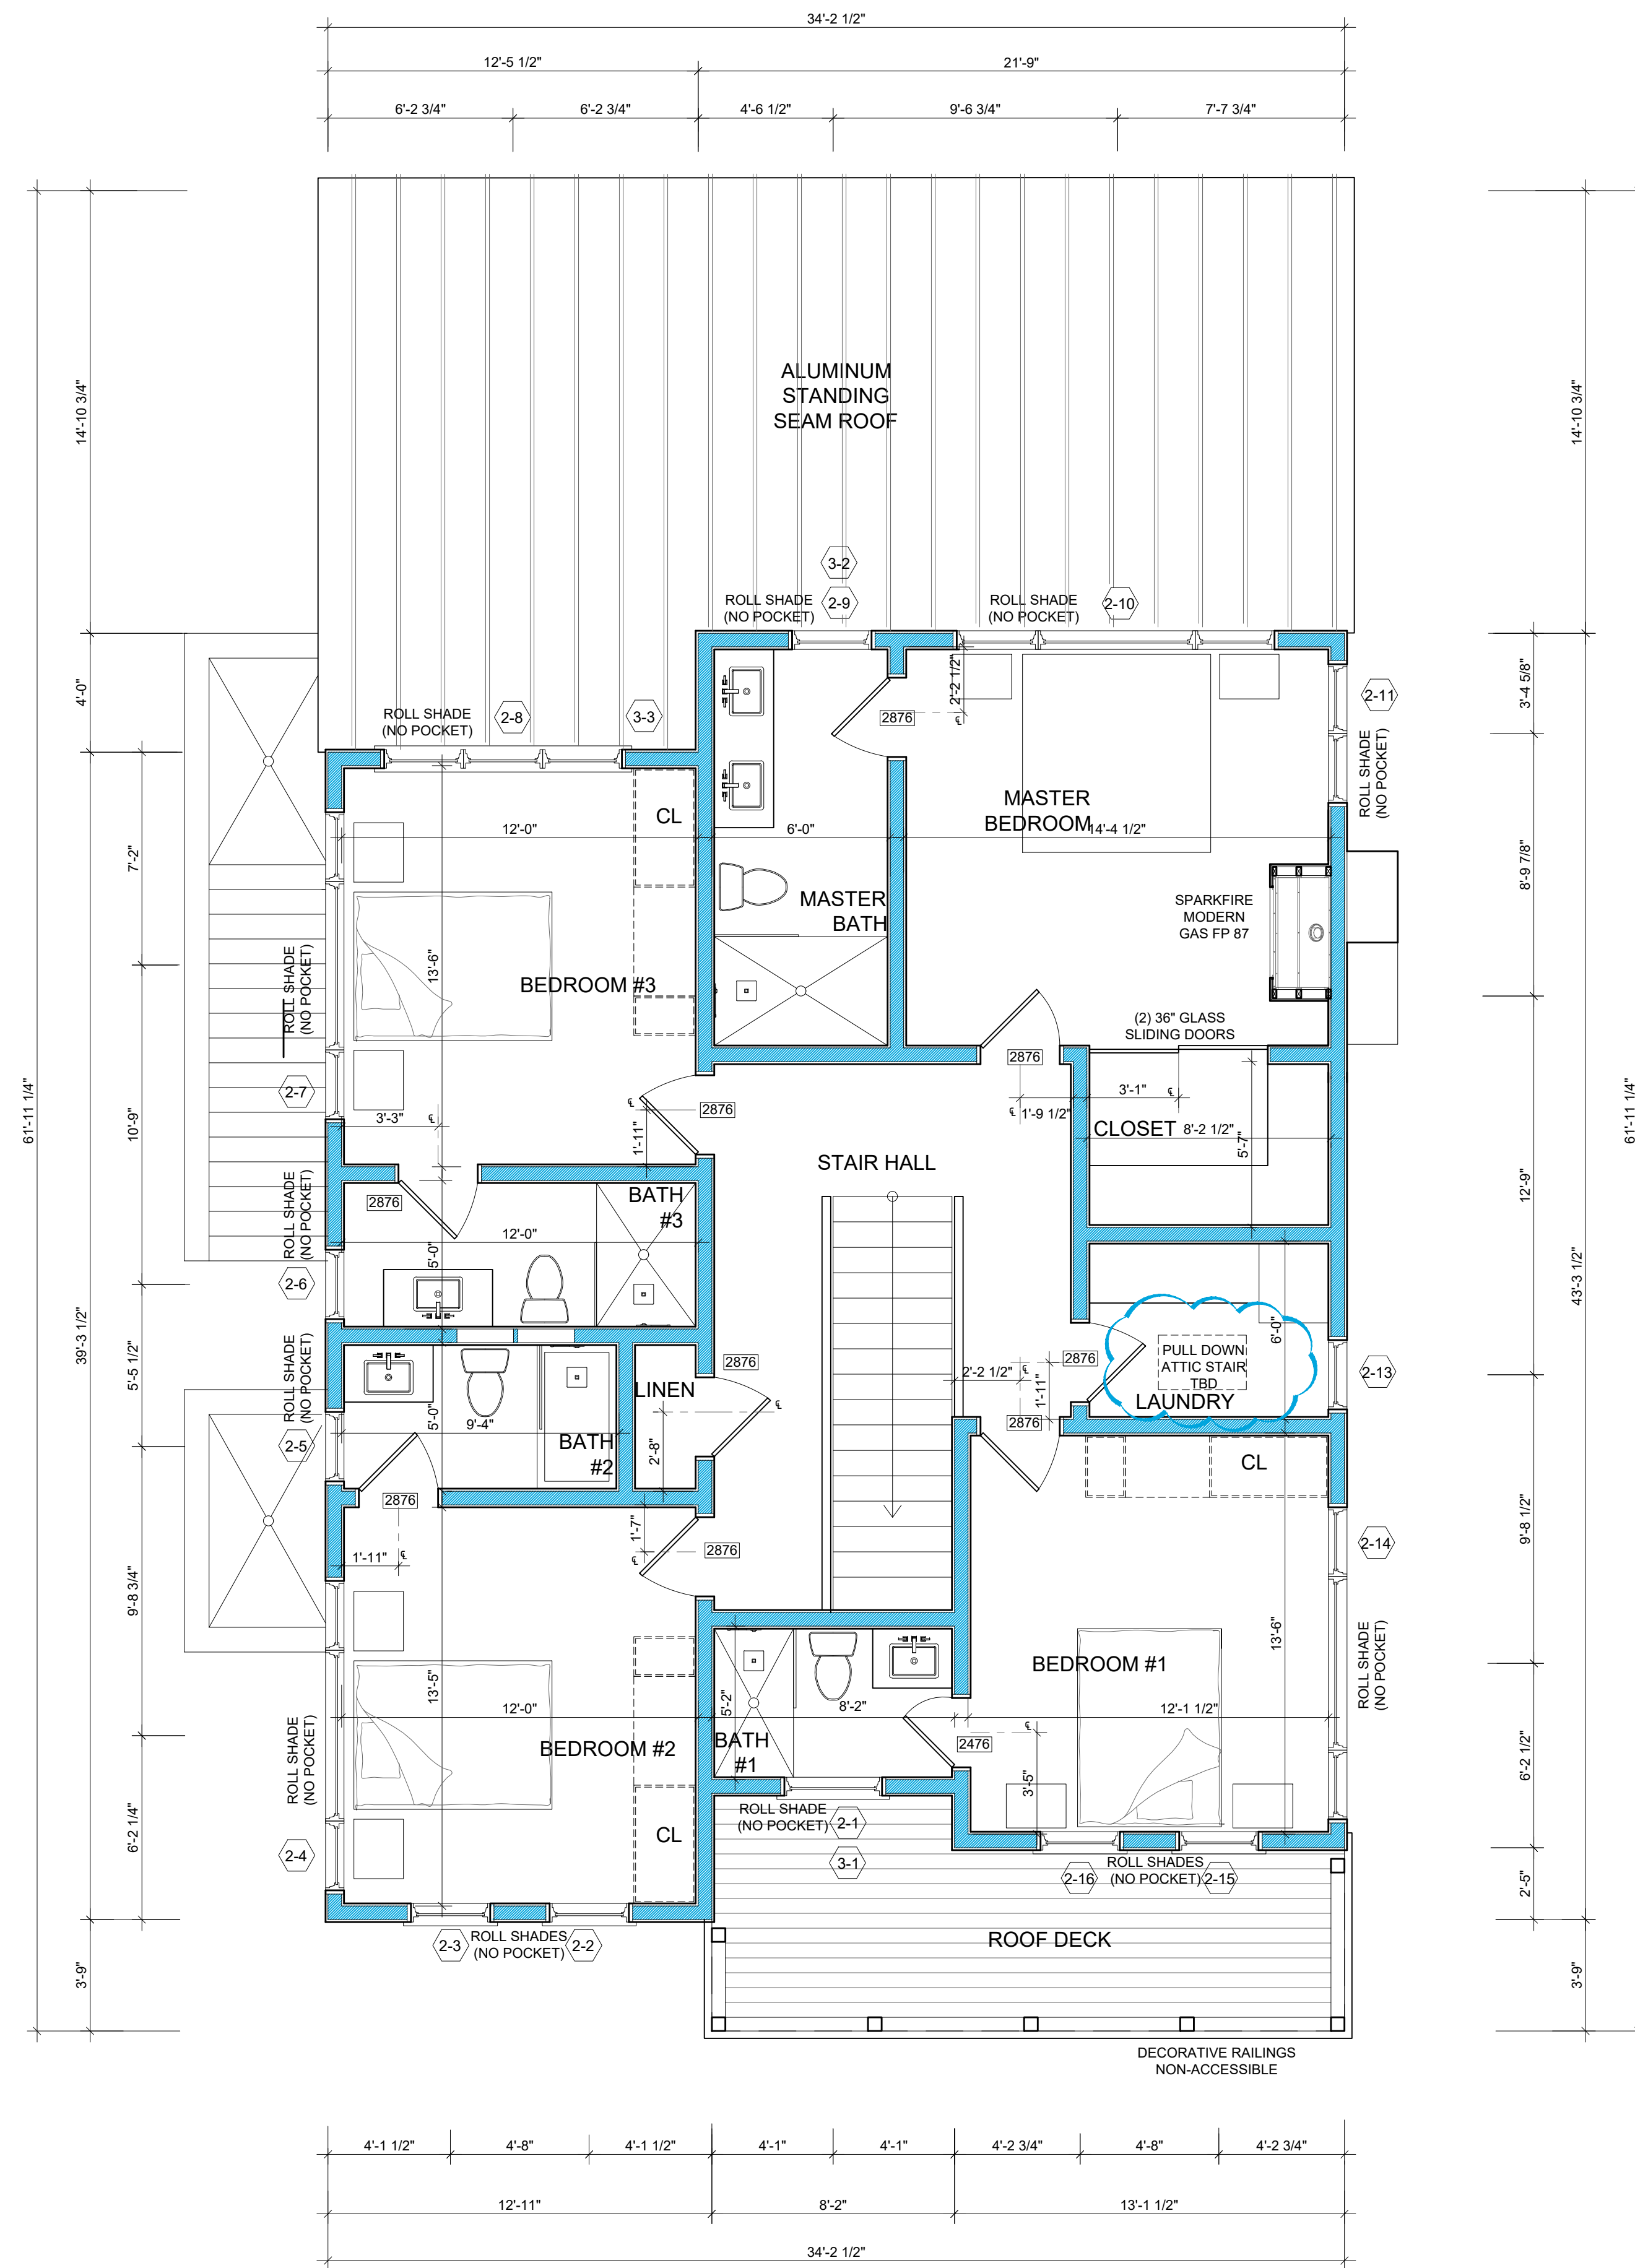 34'-2 1/2"
12'-5 1/2"
21'-9"
6'-2 3/4"
6'-2 3/4"
4'-6 1/2"
9'-6 3/4"
7'-7 3/4"
ALUMINUM
STANDING
SEAM ROOF
14'-10 3/4"
14'-10 3/4"
3-2
ROLL SHADE
(NO POCKET)
2-9
ROLL SHADE
(NO POCKET)
2-10
4'-0"
3'-4 5/8"
2'-2 1/2"
℄
2-11
ROLL SHADE
(NO POCKET)
2-8
3-3
2876
ROLL SHADE
(NO POCKET)
MASTER
BEDROOM
CL
12'-0"
6'-0"
14'-4 1/2"
7'-2"
8'-9 7/8"
MASTER
BATH
SPARKFIRE
MODERN
GAS FP 87
13'-6"
BEDROOM #3
ROLL SHADE
(NO POCKET)
(2) 36" GLASS
SLIDING DOORS
2876
2-7
61'-11 1/4"
61'-11 1/4"
10'-9"
3'-3"
℄
℄
2876
1'-11"
3'-1"
℄
℄
1'-9 1/2"
CLOSET
8'-2 1/2"
5'-7"
STAIR HALL
12'-9"
ROLL SHADE
(NO POCKET)
2876
BATH
#3
12'-0"
5'-0"
2-6
43'-3 1/2"
39'-3 1/2"
5'-5 1/2"
ROLL SHADE
(NO POCKET)
6'-0"
PULL DOWN
ATTIC STAIR
TBD
LAUNDRY
2876
2876
2'-2 1/2"
℄
1'-11"
2876
2-13
LINEN
℄
2'-8"
5'-0"
9'-4"
BATH
#2
2-5
CL
2876
1'-7"
℄
2876
1'-11"
℄
9'-8 3/4"
9'-8 1/2"
2-14
13'-6"
BEDROOM #1
ROLL SHADE
(NO POCKET)
13'-5"
12'-0"
5'-2"
8'-2"
12'-1 1/2"
BEDROOM #2
BATH
#1
2476
℄
3'-5"
ROLL SHADE
(NO POCKET)
6'-2 1/2"
6'-2 1/4"
ROLL SHADE
(NO POCKET)
2-1
CL
2-4
3-1
2-16
ROLL SHADES
(NO POCKET)
2-15
2'-5"
2-3
ROLL SHADES
(NO POCKET)
2-2
ROOF DECK
3'-9"
3'-9"
DECORATIVE RAILINGS
NON-ACCESSIBLE
4'-1 1/2"
4'-8"
4'-1 1/2"
4'-1"
4'-1"
4'-2 3/4"
4'-8"
4'-2 3/4"
12'-11"
8'-2"
13'-1 1/2"
34'-2 1/2"